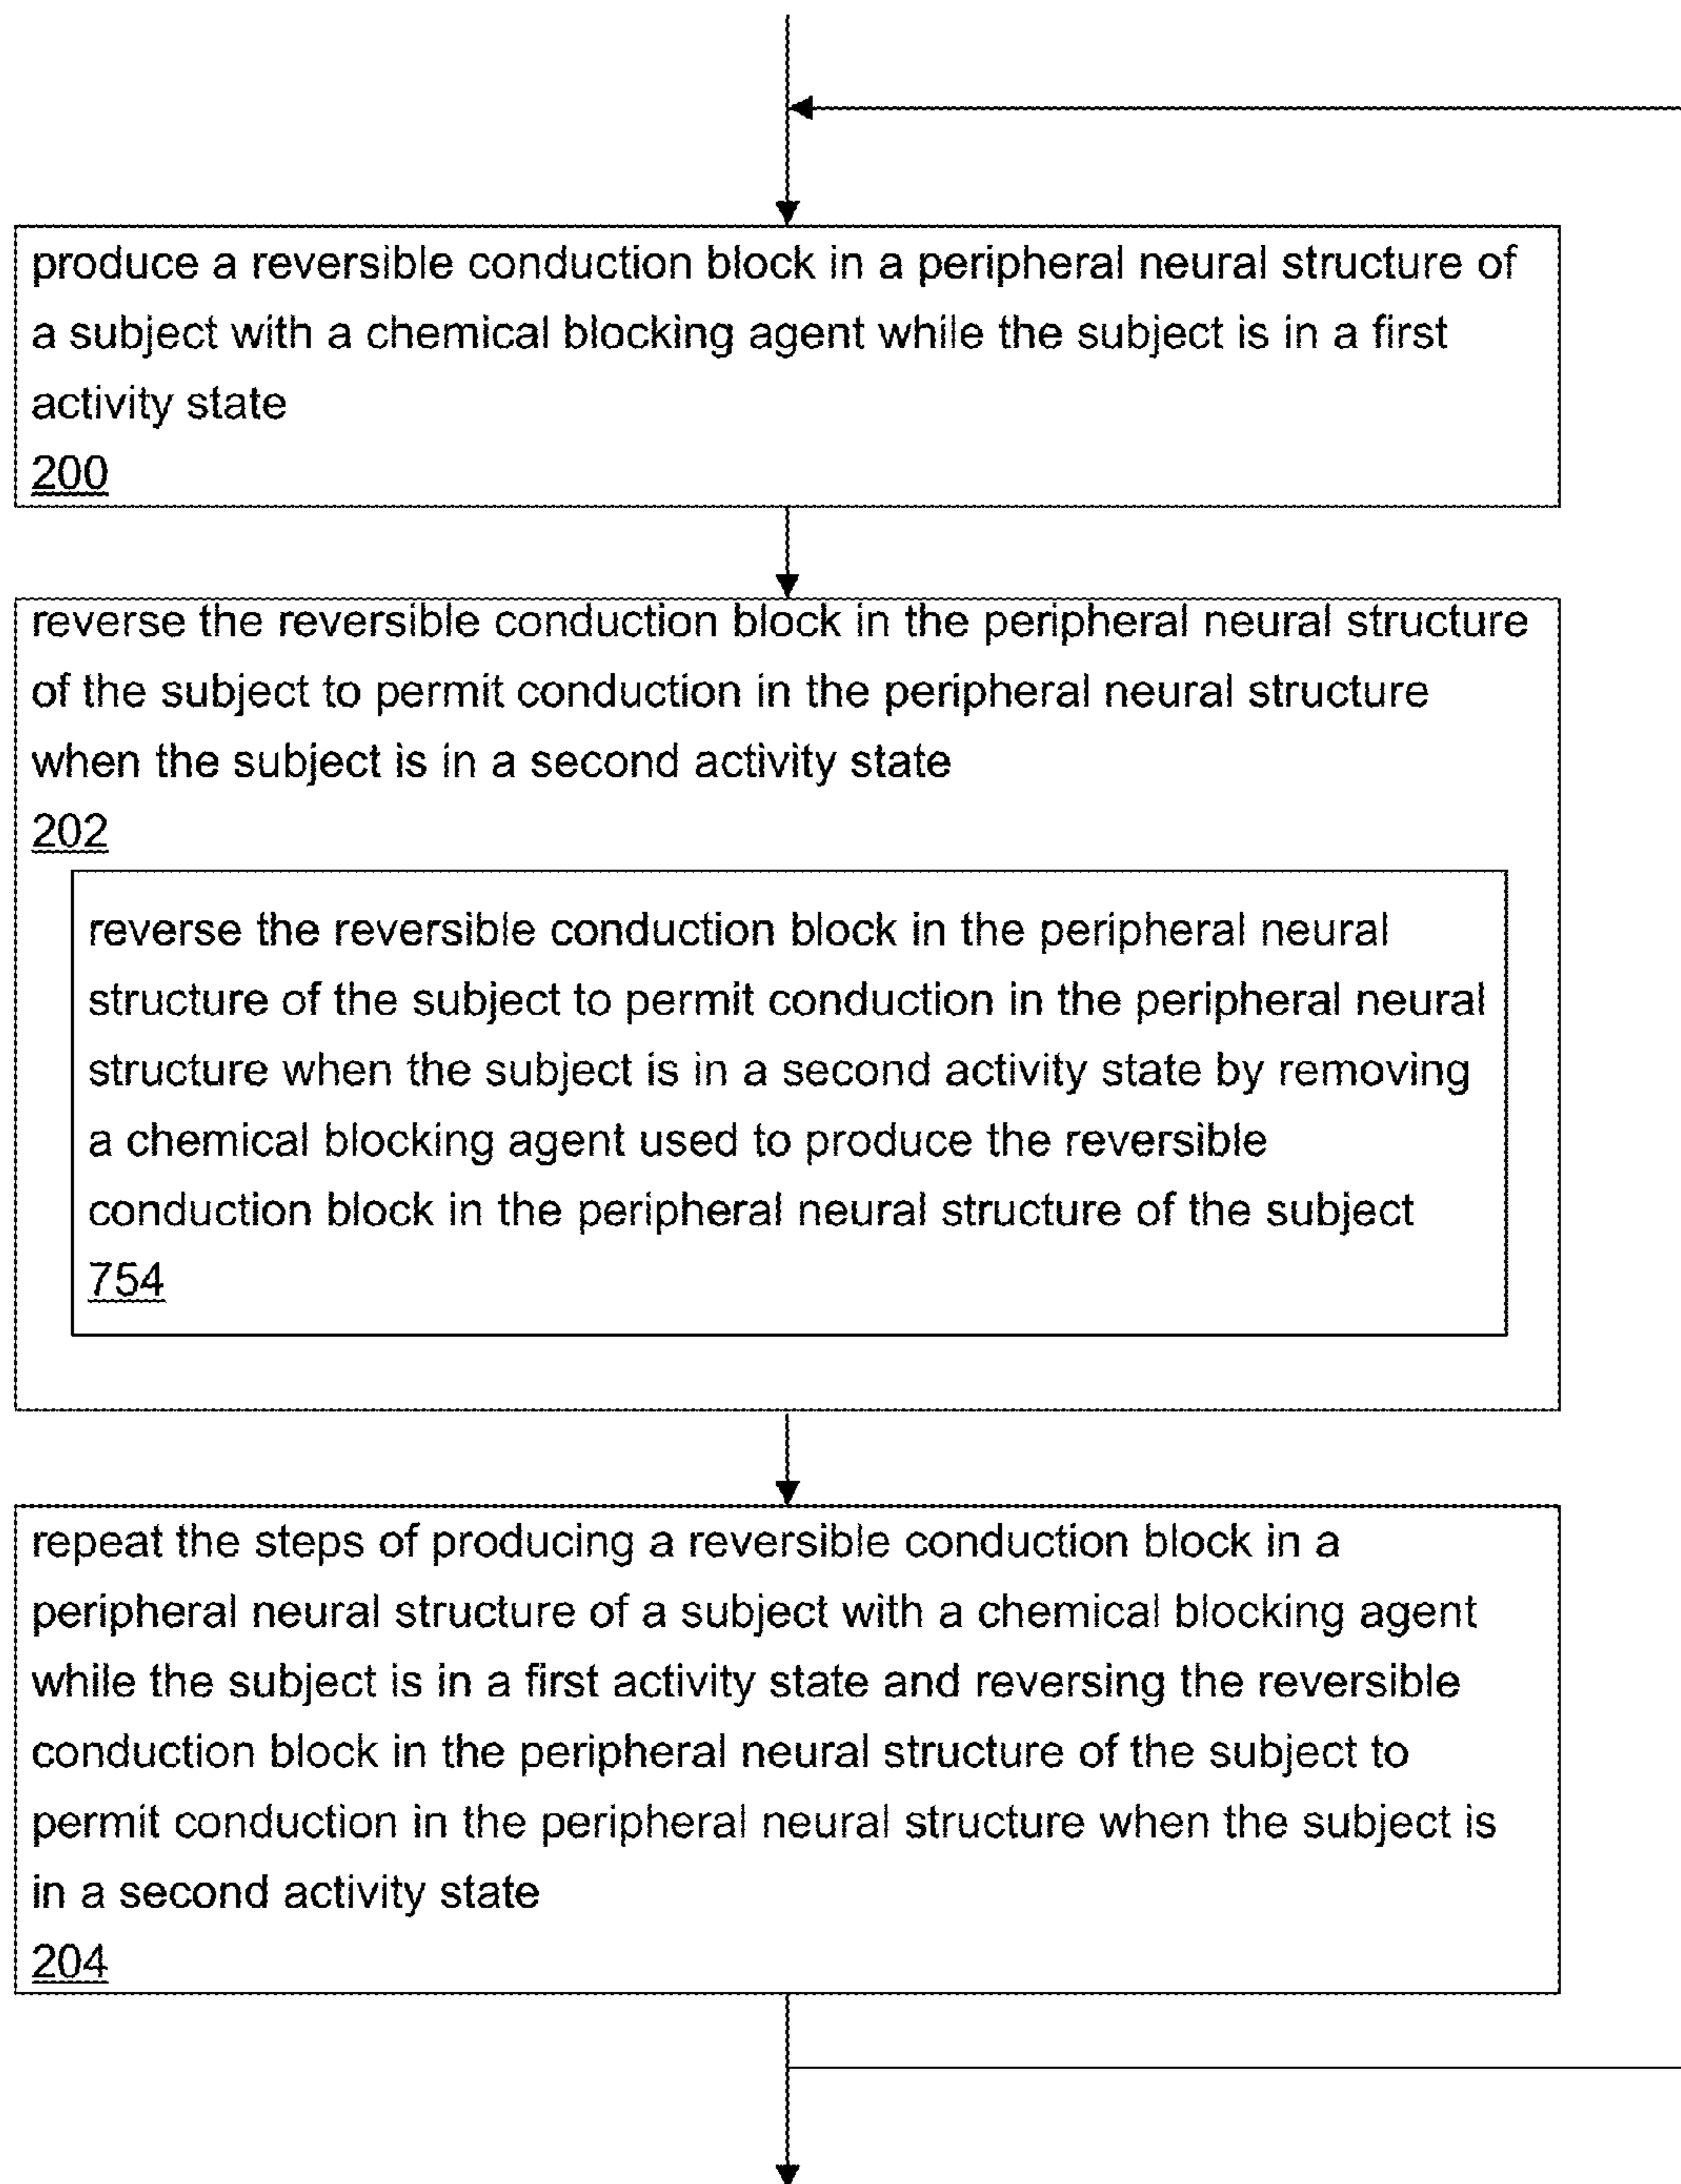 produce a reversible conduction block in a peripheral neural structure of
a subject with a chemical blocking agent while the subject is in a first
activity state
200
reverse the reversible conduction block in the peripheral neural structure
of the subject to permit conduction in the peripheral neural structure
when the subject is in a second activity state
202
reverse the reversible conduction block in the peripheral neural
structure of the subject to permit conduction in the peripheral neural
structure when the subject is in a second activity state by removing
a chemical blocking agent used to produce the reversible
conduction block in the peripheral neural structure of the subject
754
repeat the steps of producing a reversible conduction block in a
peripheral neural structure of a subject with a chemical blocking agent
while the subject is in a first activity state and reversing the reversible
conduction block in the peripheral neural structure of the subject to
permit conduction in the peripheral neural structure when the subject is
in a second activity state
204